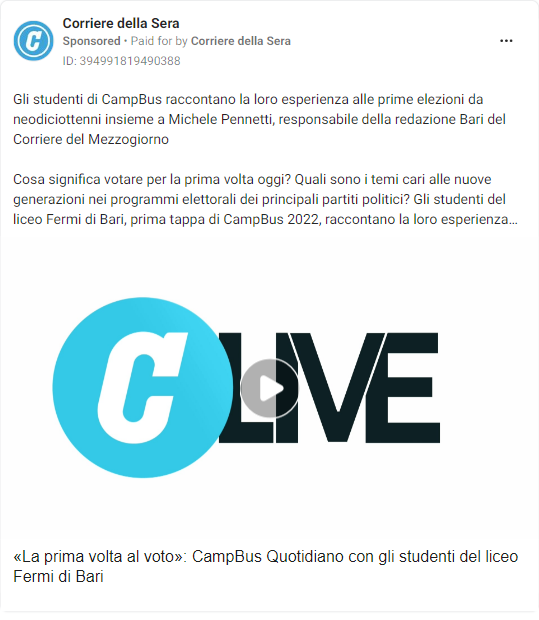 Corriere della Sera
Sponsored • Paid for by Corriere della Sera
ID: 394991819490388
Gli studenti di CampBus raccontano la loro esperienza alle prime elezioni da
neodiciottenni insieme a Michele Pennetti, responsabile della redazione Bari del
Corriere del Mezzogiorno
Cosa significa votare per la prima volta oggi? Quali sono i temi cari alle nuove
generazioni nei programmi elettorali dei principali partiti politici? Gli studenti del
liceo Fermi di Bari, prima tappa di CampBus 2022, raccontano la loro esperienza...
C LIVE
«La prima volta al voto»: CampBus Quotidiano con gli studenti del liceo
Fermi di Bari